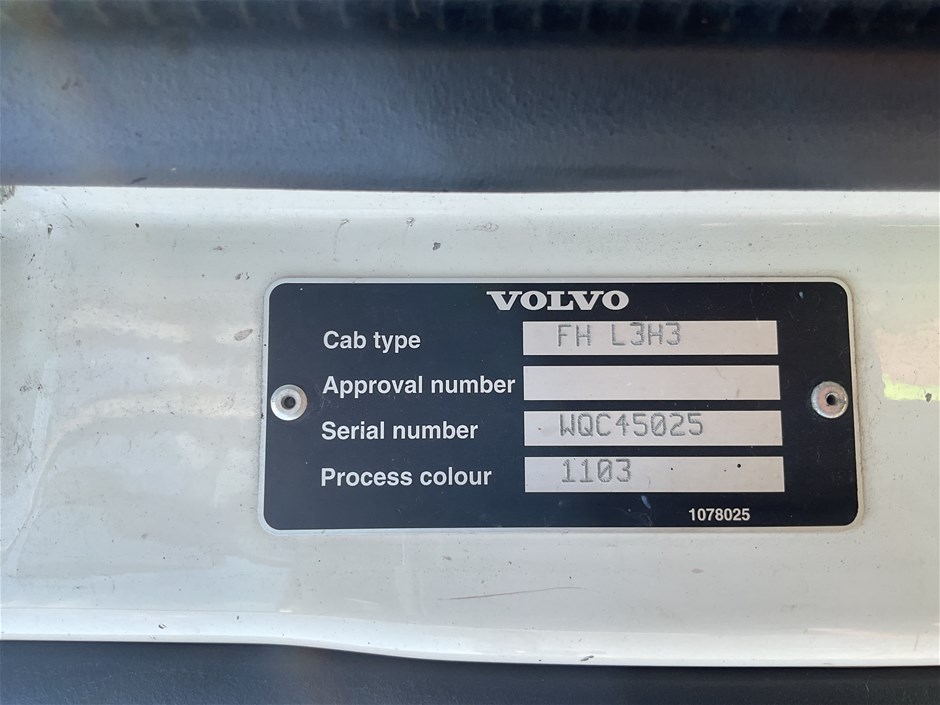 VOLVO
Cab type FH L3H3
Approval number
Serial number WQC45025
Process colour 1103
1078025